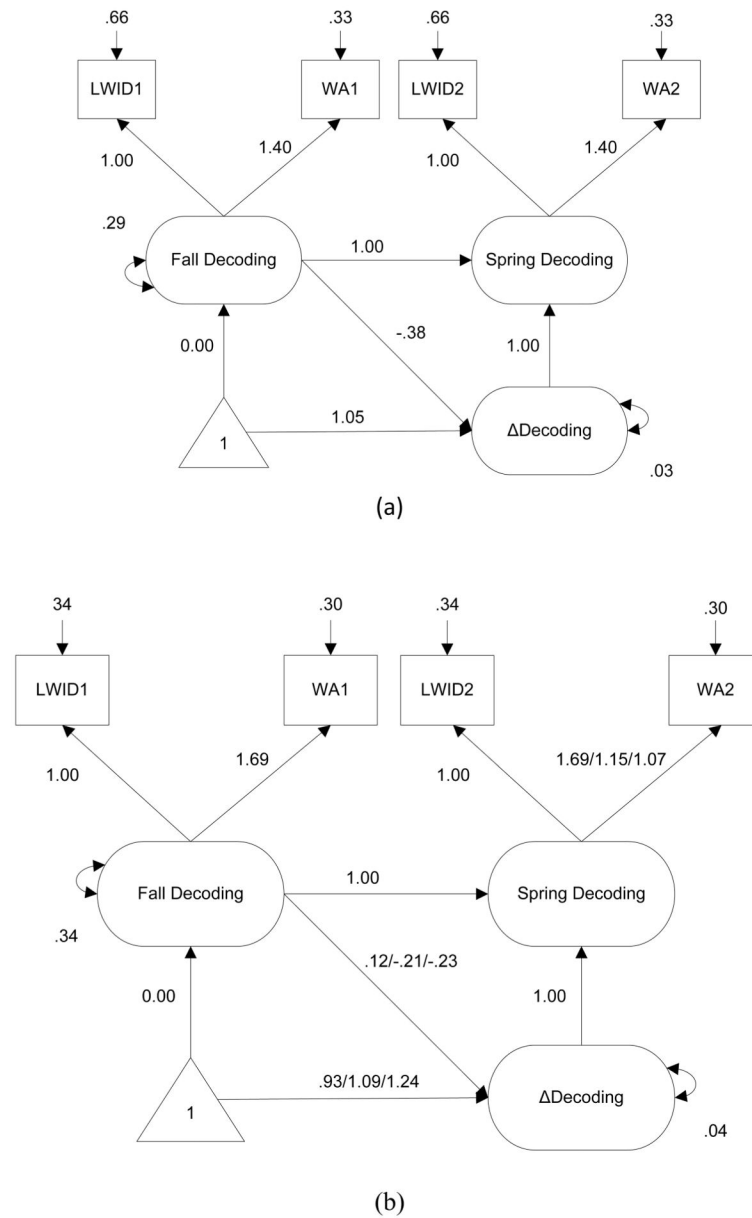 .66 .33 .66 .33
LWID1 WA1 LWID2 WA2
1.00 1.40 1.00 1.40
.29
Fall Decoding 1.00 Spring Decoding
-.38
0.00 1.00
1.05 ΔDecoding
1
.03
(a)
34 .30 .34 .30
LWID1 WA1 LWID2 WA2
1.00 1.69 1.00 1.69/1.15/1.07
Fall Decoding 1.00 Spring Decoding
.34
.12/-.21/-.23
0.00 1.00
.93/1.09/1.24 ΔDecoding
1
.04
(b)